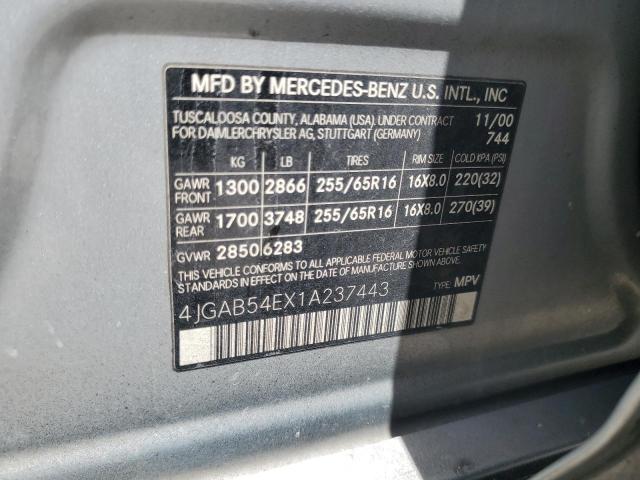 MFD BY MERCEDES-BENZ U.S. INTL., INC
TUSCALOOSA COUNTY, ALABAMA (USA). UNDER CONTRACT 11/00
FOR DAIMLERCHRYSLER AG, STUTTGART (GERMANY) 744
KG LB TIRES RIM SIZE COLD KPA (PSI)
GAWR FRONT 1300 2866 255/65R16 16X8.0 220(32)
GAWR REAR 1700 3748 255/65R16 16X8.0 270(39)
GVWR 2850 6283
THIS VEHICLE CONFORMS TO ALL APPLICABLE FEDERAL MOTOR VEHICLE SAFETY
STANDARDS IN EFFECT ON THE DATE OF MANUFACTURE SHOWN ABOVE.
4JGAB54EX1A237443 TYPE: MPV